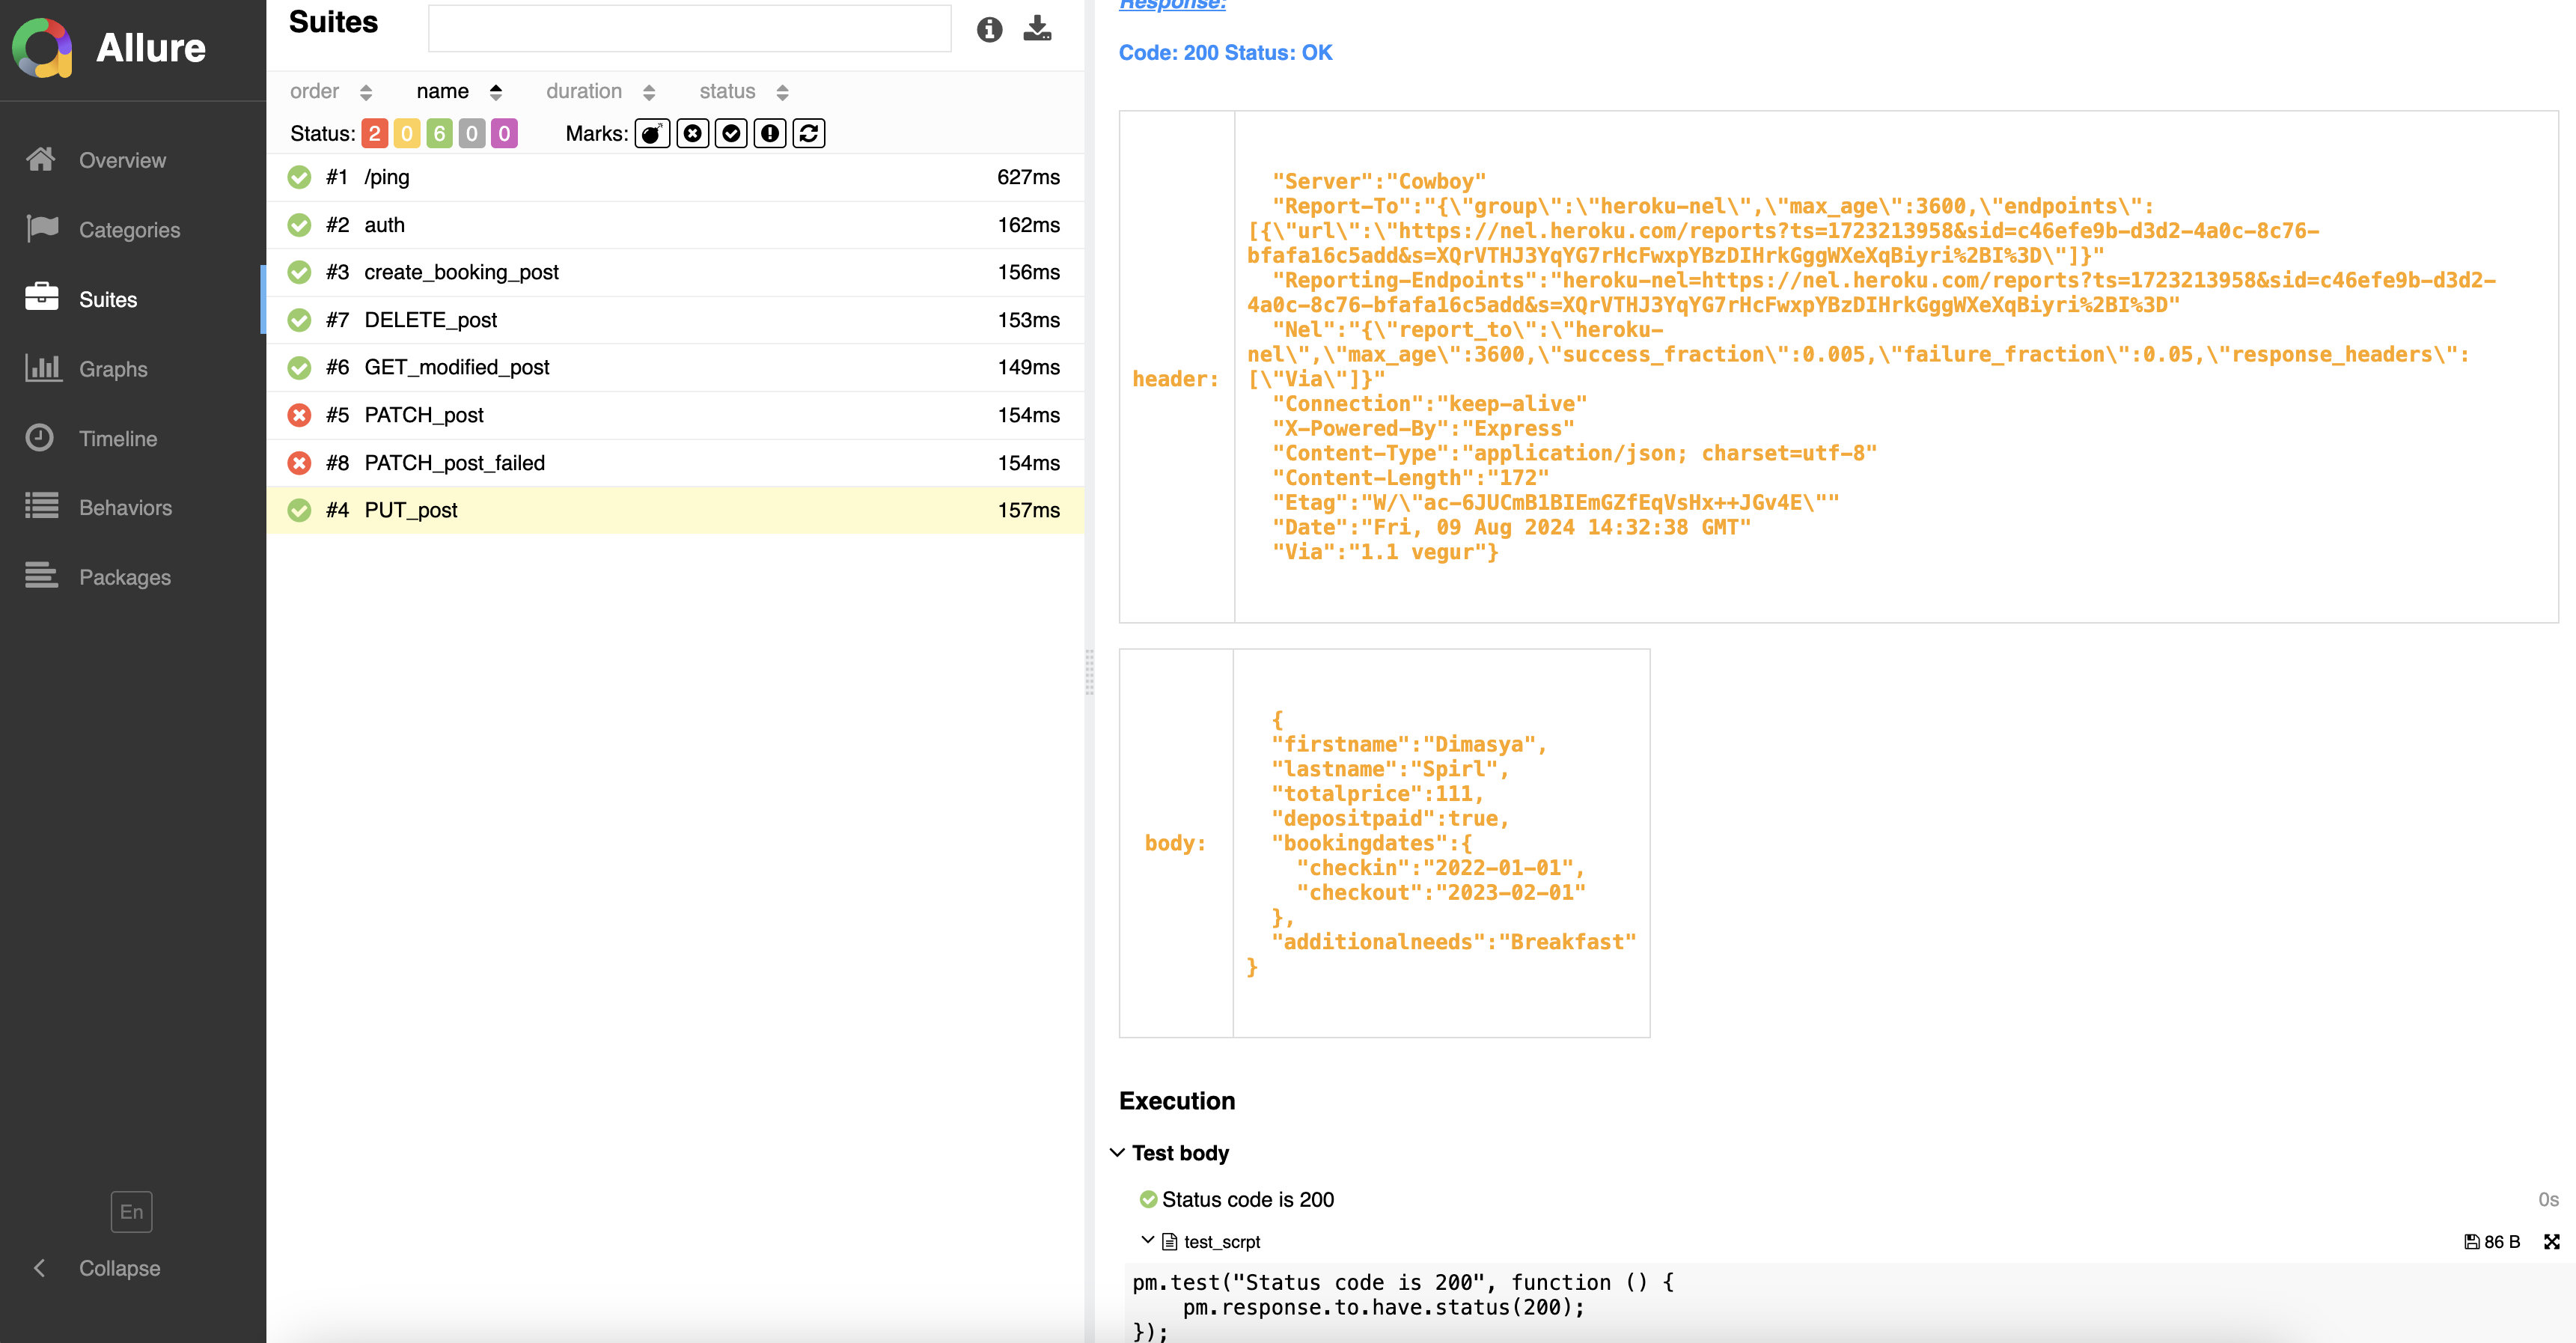 Allure
Overview
Categories
Suites
Graphs
Timeline
Behaviors
Packages
En
Collapse
Suites
order name duration status
Status: 2 0 6 0 0 Marks:
#1 /ping 627ms
#2 auth 162ms
#3 create_booking_post 156ms
#7 DELETE_post 153ms
#6 GET_modified_post 149ms
#5 PATCH_post 154ms
#8 PATCH_post_failed 154ms
#4 PUT_post 157ms
Response:
Code: 200 Status: OK
header:
"Server":"Cowboy"
"Report-To":"{\"group\":\"heroku-nel\",\"max_age\":3600,\"endpoints\":
[{\"url\":\"https://nel.heroku.com/reports?ts=1723213958&sid=c46efe9b-d3d2-4a0c-8c76-
bfafa16c5add&s=XQrVTHJ3YqYG7rHcFwxpYBzDIHrkGggWXeXqBiyri%2BI%3D\"]}"
"Reporting-Endpoints":"heroku-nel=https://nel.heroku.com/reports?ts=1723213958&sid=c46efe9b-d3d2-
4a0c-8c76-bfafa16c5add&s=XQrVTHJ3YqYG7rHcFwxpYBzDIHrkGggWXeXqBiyri%2BI%3D"
"Nel":"{\"report_to\":\"heroku-
nel\",\"max_age\":3600,\"success_fraction\":0.005,\"failure_fraction\":0.05,\"response_headers\":
[\"Via\"]}"
"Connection":"keep-alive"
"X-Powered-By":"Express"
"Content-Type":"application/json; charset=utf-8"
"Content-Length":"172"
"Etag":"W/\"ac-6JUCmB1BIEmGZfEqVsHx++JGv4E\""
"Date":"Fri, 09 Aug 2024 14:32:38 GMT"
"Via":"1.1 vegur"}
body:
{
"firstname":"Dimasya",
"lastname":"Spirl",
"totalprice":111,
"depositpaid":true,
"bookingdates":{
"checkin":"2022-01-01",
"checkout":"2023-02-01"
},
"additionalneeds":"Breakfast"
}
Execution
Test body
Status code is 200 0s
test_scrpt 86 B
pm.test("Status code is 200", function () {
pm.response.to.have.status(200);
});